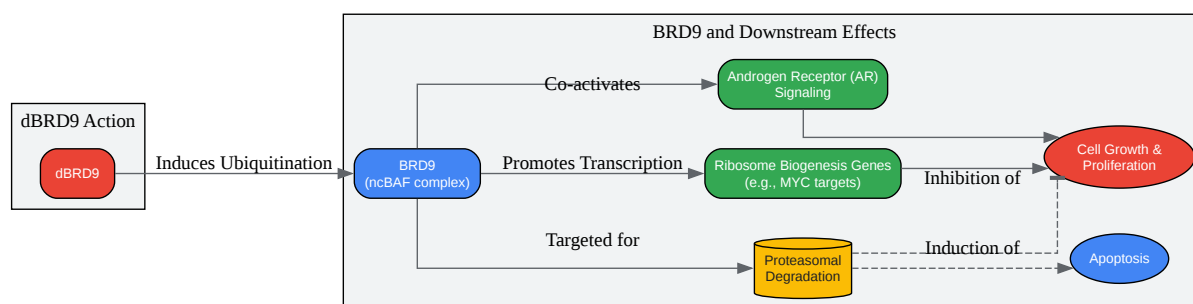 BRD9 and Downstream Effects
Co-activates
Androgen Receptor (AR)
Signaling
dBRD9 Action
dBRD9
Induces Ubiquitination
BRD9
(ncBAF complex)
Promotes Transcription
Ribosome Biogenesis Genes
(e.g., MYC targets)
Inhibition of
Cell Growth &
Proliferation
Targeted for
Proteasomal
Degradation
Induction of
Apoptosis